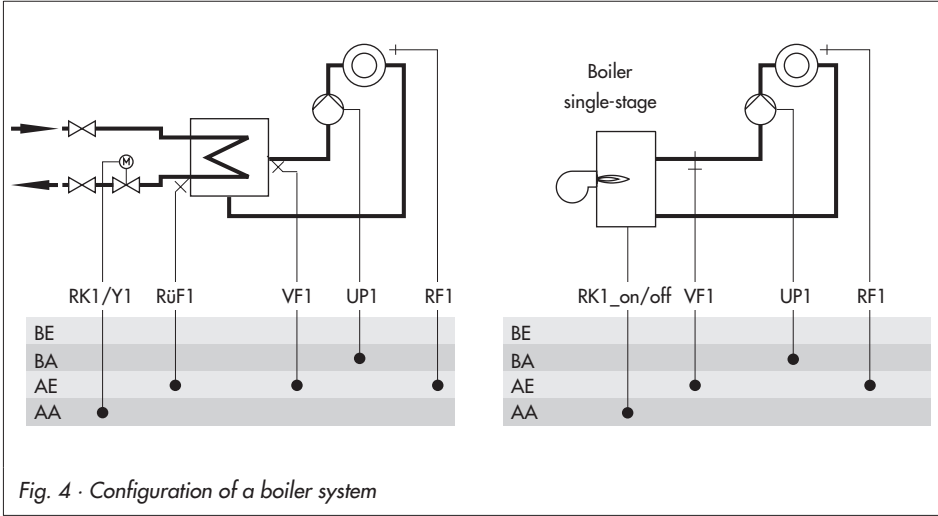 Boiler
single-stage
M
RK1/Y1 RüF1 VF1 UP1 RF1
BE
BA
AE
AA
RK1_on/off VF1 UP1 RF1
BE
BA
AE
AA
Fig. 4 · Configuration of a boiler system